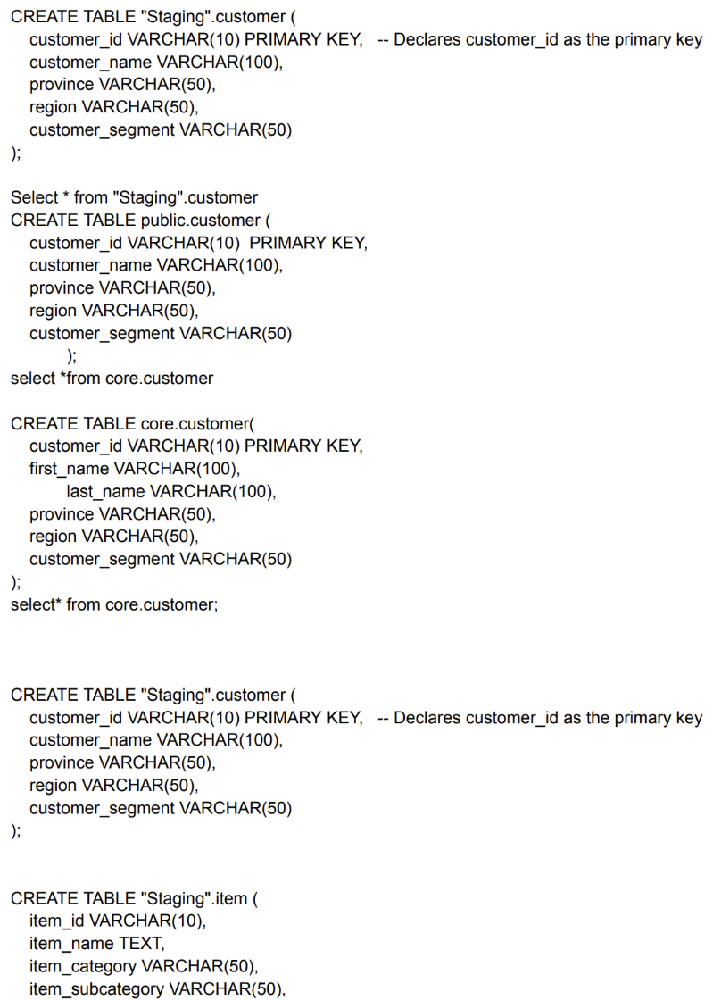 CREATE TABLE "Staging".customer (
customer_id VARCHAR(10) PRIMARY KEY, -- Declares customer_id as the primary key
customer_name VARCHAR(100),
province VARCHAR(50),
region VARCHAR(50),
customer_segment VARCHAR(50)
);
Select * from "Staging".customer
CREATE TABLE public.customer (
customer_id VARCHAR(10) PRIMARY KEY,
customer_name VARCHAR(100),
province VARCHAR(50),
region VARCHAR(50),
customer_segment VARCHAR(50)
);
select *from core.customer
CREATE TABLE core.customer(
customer_id VARCHAR(10) PRIMARY KEY,
first_name VARCHAR(100),
last_name VARCHAR(100),
province VARCHAR(50),
region VARCHAR(50),
customer_segment VARCHAR(50)
);
select* from core.customer;
CREATE TABLE "Staging".customer (
customer_id VARCHAR(10) PRIMARY KEY, -- Declares customer_id as the primary key
customer_name VARCHAR(100),
province VARCHAR(50),
region VARCHAR(50),
customer_segment VARCHAR(50)
);
CREATE TABLE "Staging".item (
item_id VARCHAR(10),
item_name TEXT,
item_category VARCHAR(50),
item_subcategory VARCHAR(50),